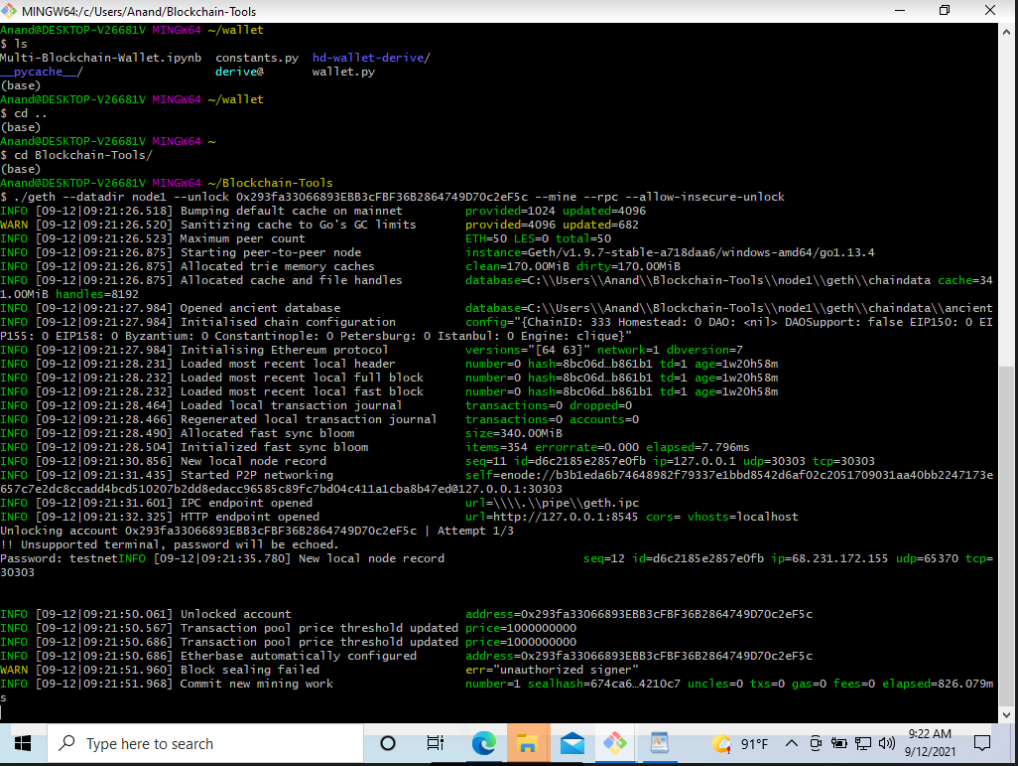 MINGW64:/c/Users/Anand/Blockchain-Tools
Anand@DESKTOP-V26681V MINGW64 ~/wallet
$ ls
Multi-Blockchain-Wallet.ipynb  constants.py  hd-wallet-derive/
__pycache__/                   derive@       wallet.py
(base)
Anand@DESKTOP-V26681V MINGW64 ~/wallet
$ cd ..
(base)
Anand@DESKTOP-V26681V MINGW64 ~
$ cd Blockchain-Tools/
(base)
Anand@DESKTOP-V26681V MINGW64 ~/Blockchain-Tools
$ ./geth --datadir node1 --unlock 0x293fa33066893EBB3cFBF36B2864749D70c2eF5c --mine --rpc --allow-insecure-unlock
INFO [09-12|09:21:26.518] Bumping default cache on mainnet         provided=1024 updated=4096
WARN [09-12|09:21:26.520] Sanitizing cache to Go's GC limits       provided=4096 updated=682
INFO [09-12|09:21:26.523] Maximum peer count                       ETH=50 LES=0 total=50
INFO [09-12|09:21:26.875] Starting peer-to-peer node               instance=Geth/v1.9.7-stable-a718daa6/windows-amd64/go1.13.4
INFO [09-12|09:21:26.875] Allocated trie memory caches             clean=170.00MiB dirty=170.00MiB
INFO [09-12|09:21:26.875] Allocated cache and file handles         database=C:\\Users\\Anand\\Blockchain-Tools\\node1\\geth\\chaindata cache=34
1.00MiB handles=8192
INFO [09-12|09:21:27.984] Opened ancient database                  database=C:\\Users\\Anand\\Blockchain-Tools\\node1\\geth\\chaindata\\ancient
INFO [09-12|09:21:27.984] Initialised chain configuration          config="{ChainID: 333 Homestead: 0 DAO: <nil> DAOSupport: false EIP150: 0 EI
P155: 0 EIP158: 0 Byzantium: 0 Constantinople: 0 Petersburg: 0 Istanbul: 0 Engine: clique}"
INFO [09-12|09:21:27.984] Initialising Ethereum protocol           versions="[64 63]" network=1 dbversion=7
INFO [09-12|09:21:28.231] Loaded most recent local header          number=0 hash=8bc06d…b861b1 td=1 age=1w20h58m
INFO [09-12|09:21:28.232] Loaded most recent local full block      number=0 hash=8bc06d…b861b1 td=1 age=1w20h58m
INFO [09-12|09:21:28.232] Loaded most recent local fast block      number=0 hash=8bc06d…b861b1 td=1 age=1w20h58m
INFO [09-12|09:21:28.464] Loaded local transaction journal         transactions=0 dropped=0
INFO [09-12|09:21:28.466] Regenerated local transaction journal    transactions=0 accounts=0
INFO [09-12|09:21:28.490] Allocated fast sync bloom                size=340.00MiB
INFO [09-12|09:21:28.504] Initialized fast sync bloom              items=354 errorrate=0.000 elapsed=7.796ms
INFO [09-12|09:21:30.856] New local node record                    seq=11 id=d6c2185e2857e0fb ip=127.0.0.1 udp=30303 tcp=30303
INFO [09-12|09:21:31.435] Started P2P networking                   self=enode://b3b1eda6b74648982f79337e1bbd8542d6af02c2051709031aa40bb2247173e
657c7e2dc8ccadd4bcd510207b2dd8edacc96585c89fc7bd04c411a1cba8b47ed@127.0.0.1:30303
INFO [09-12|09:21:31.601] IPC endpoint opened                      url=\\\\.\\pipe\\geth.ipc
INFO [09-12|09:21:32.325] HTTP endpoint opened                     url=http://127.0.0.1:8545 cors= vhosts=localhost
Unlocking account 0x293fa33066893EBB3cFBF36B2864749D70c2eF5c | Attempt 1/3
!! Unsupported terminal, password will be echoed.
Password: testnetINFO [09-12|09:21:35.780] New local node record                    seq=12 id=d6c2185e2857e0fb ip=68.231.172.155 udp=65370 tcp=
30303
INFO [09-12|09:21:50.061] Unlocked account                         address=0x293fa33066893EBB3cFBF36B2864749D70c2eF5c
INFO [09-12|09:21:50.567] Transaction pool price threshold updated price=1000000000
INFO [09-12|09:21:50.686] Transaction pool price threshold updated price=1000000000
INFO [09-12|09:21:50.686] Etherbase automatically configured       address=0x293fa33066893EBB3cFBF36B2864749D70c2eF5c
WARN [09-12|09:21:51.960] Block sealing failed                     err="unauthorized signer"
INFO [09-12|09:21:51.968] Commit new mining work                   number=1 sealhash=674ca6…4210c7 uncles=0 txs=0 gas=0 fees=0 elapsed=826.079m
s
Type here to search
91°F
9:22 AM
9/12/2021